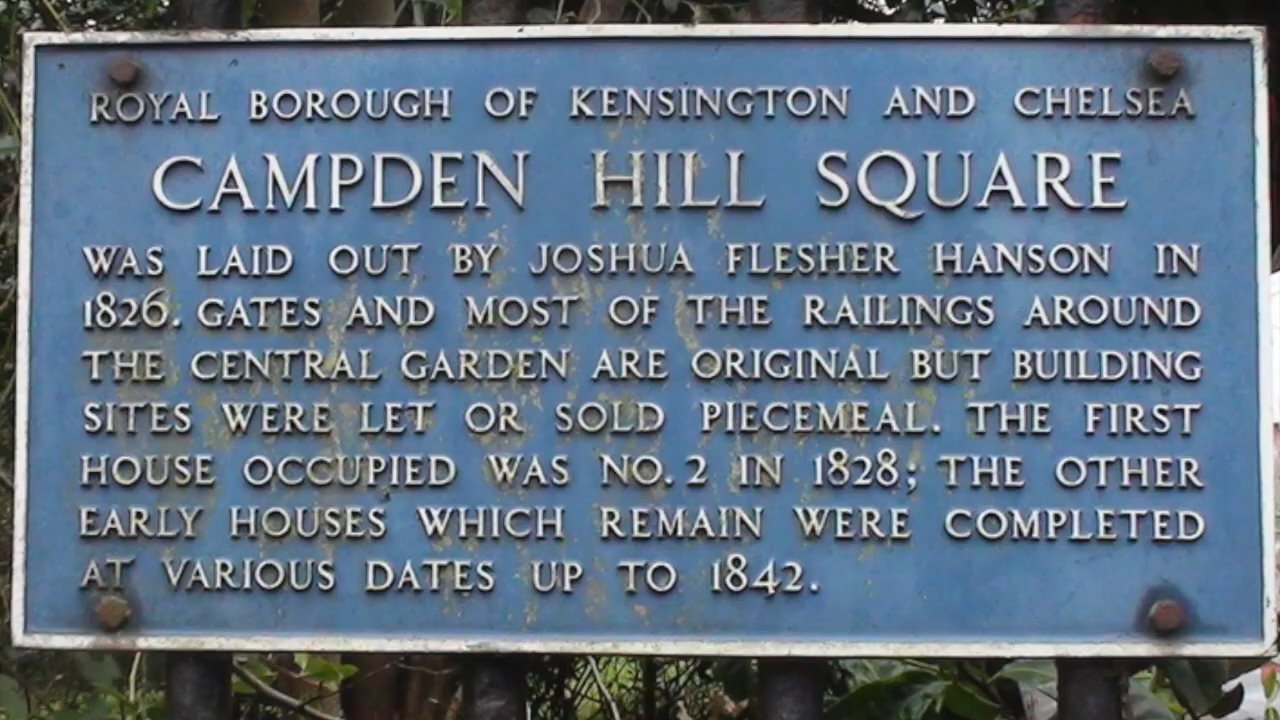 ROYAL BOROUGH OF KENSINGTON AND CHELSEA
CAMPDEN HILL SQUARE
WAS LAID OUT BY JOSHUA FLESHER HANSON IN
1826. GATES AND MOST OF THE RAILINGS AROUND
THE CENTRAL GARDEN ARE ORIGINAL BUT BUILDING
SITES WERE LET OR SOLD PIECEMEAL. THE FIRST
HOUSE OCCUPIED WAS NO. 2 IN 1828; THE OTHER
EARLY HOUSES WHICH REMAIN WERE COMPLETED
AT VARIOUS DATES UP TO 1842.